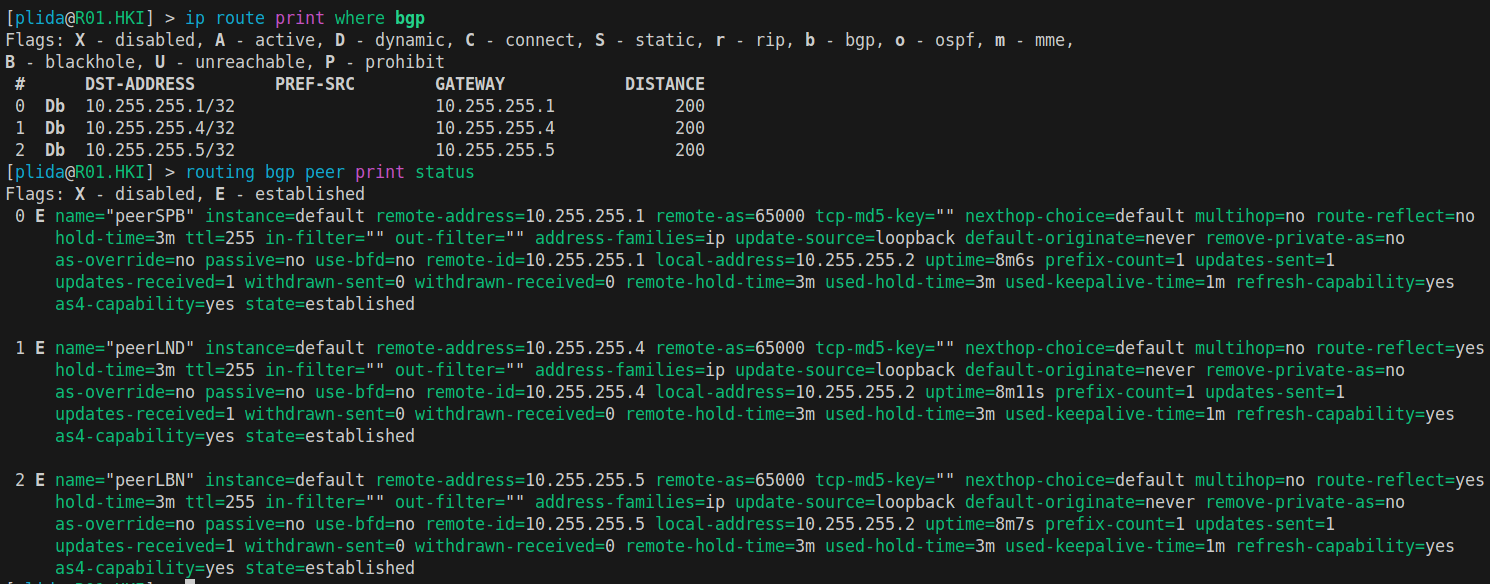 [plida@R01.HKI] > ip route print where bgp
Flags: X - disabled, A - active, D - dynamic, C - connect, S - static, r - rip, b - bgp, o - ospf, m - mme,
B - blackhole, U - unreachable, P - prohibit
 #      DST-ADDRESS        PREF-SRC        GATEWAY            DISTANCE
 0  Db  10.255.255.1/32                    10.255.255.1            200
 1  Db  10.255.255.4/32                    10.255.255.4            200
 2  Db  10.255.255.5/32                    10.255.255.5            200
[plida@R01.HKI] > routing bgp peer print status
Flags: X - disabled, E - established
 0 E name="peerSPB" instance=default remote-address=10.255.255.1 remote-as=65000 tcp-md5-key="" nexthop-choice=default multihop=no route-reflect=no
     hold-time=3m ttl=255 in-filter="" out-filter="" address-families=ip update-source=loopback default-originate=never remove-private-as=no
     as-override=no passive=no use-bfd=no remote-id=10.255.255.1 local-address=10.255.255.2 uptime=8m6s prefix-count=1 updates-sent=1
     updates-received=1 withdrawn-sent=0 withdrawn-received=0 remote-hold-time=3m used-hold-time=3m used-keepalive-time=1m refresh-capability=yes
     as4-capability=yes state=established
 1 E name="peerLND" instance=default remote-address=10.255.255.4 remote-as=65000 tcp-md5-key="" nexthop-choice=default multihop=no route-reflect=yes
     hold-time=3m ttl=255 in-filter="" out-filter="" address-families=ip update-source=loopback default-originate=never remove-private-as=no
     as-override=no passive=no use-bfd=no remote-id=10.255.255.4 local-address=10.255.255.2 uptime=8m11s prefix-count=1 updates-sent=1
     updates-received=1 withdrawn-sent=0 withdrawn-received=0 remote-hold-time=3m used-hold-time=3m used-keepalive-time=1m refresh-capability=yes
     as4-capability=yes state=established
 2 E name="peerLBN" instance=default remote-address=10.255.255.5 remote-as=65000 tcp-md5-key="" nexthop-choice=default multihop=no route-reflect=yes
     hold-time=3m ttl=255 in-filter="" out-filter="" address-families=ip update-source=loopback default-originate=never remove-private-as=no
     as-override=no passive=no use-bfd=no remote-id=10.255.255.5 local-address=10.255.255.2 uptime=8m7s prefix-count=1 updates-sent=1
     updates-received=1 withdrawn-sent=0 withdrawn-received=0 remote-hold-time=3m used-hold-time=3m used-keepalive-time=1m refresh-capability=yes
     as4-capability=yes state=established